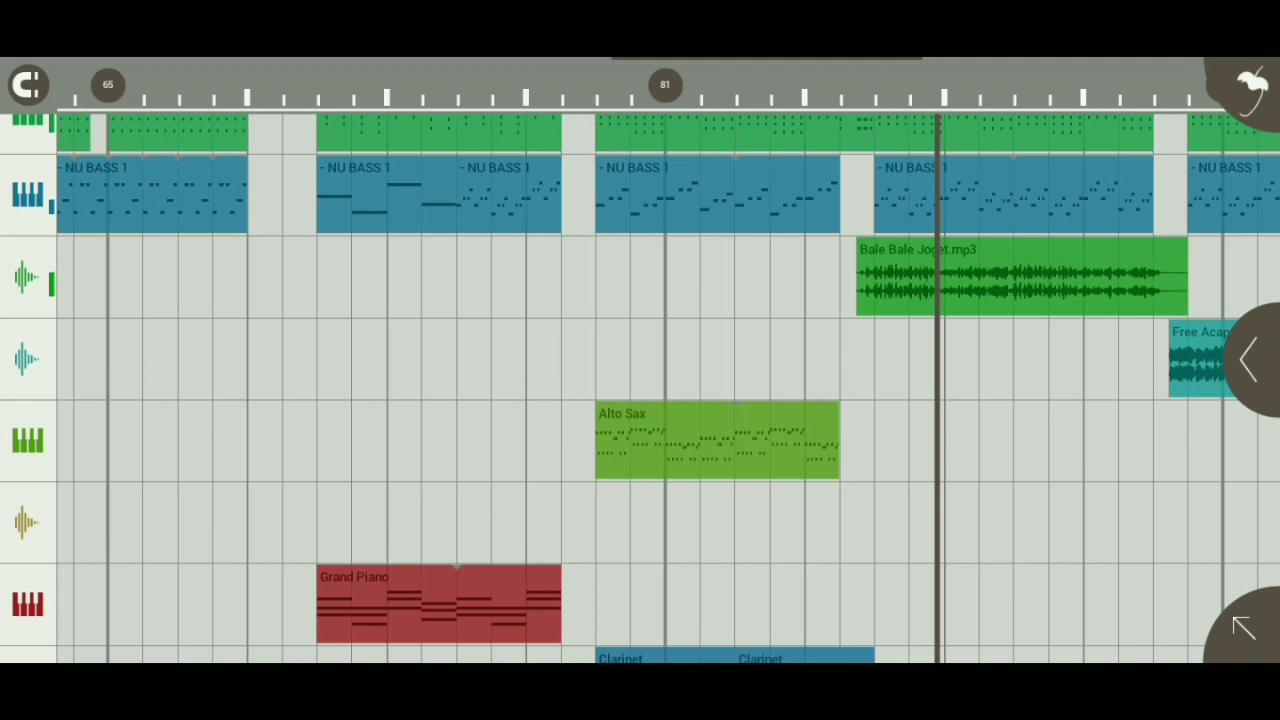 65
81
- NU BASS 1
- NU BASS 1
- NU BASS 1
- NU BASS 1
- NU BASS 1
- NU BASS 1
Bale Bale Joget.mp3
Free Acap
Alto Sax
Grand Piano
Clarinet
Clarinet